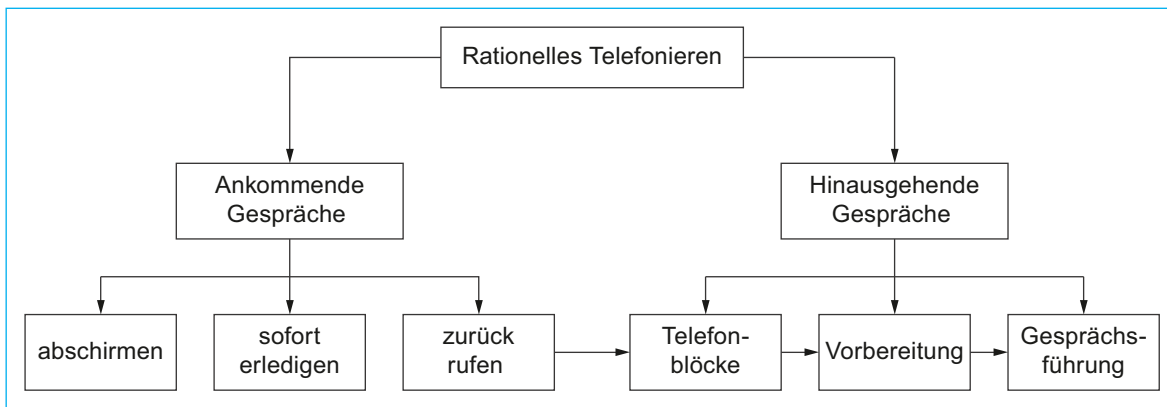 Rationelles Telefonieren
Ankommende
Gespräche
Hinausgehende
Gespräche
abschirmen
sofort
erledigen
zurück
rufen
Telefon-
blöcke
Vorbereitung
Gesprächs-
führung